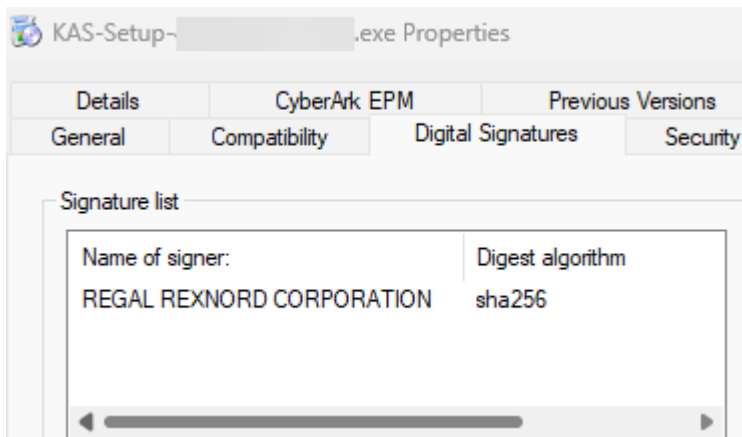 KAS-Setup- .exe Properties
Details CyberArk EPM Previous Versions
General Compatibility Digital Signatures Security
Signature list
Name of signer: Digest algorithm
REGAL REXNORD CORPORATION sha256